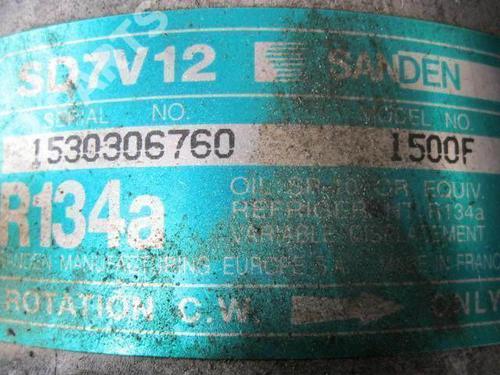 SD7V12 SANDEN
SERIAL NO. MODEL NO.
1530306760 1500F
R134a
OIL SP-10 OR EQUIV.
REFRIGERANT R134a
VARIABLE DISPLACEMENT
SANDEN MANUFACTURING EUROPE S.A. MADE IN FRANCE
ROTATION C.W. ONLY